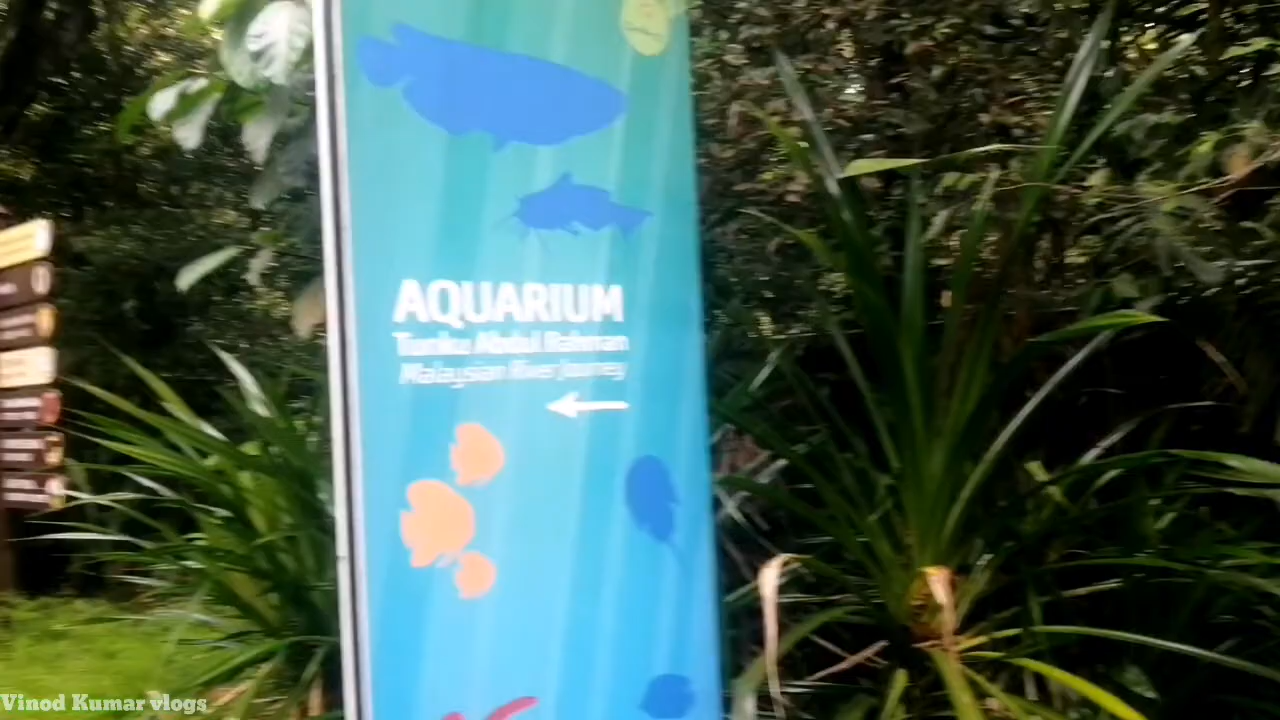 AQUARIUM
Tunku Abdul Rahman
Malaysian River Journey
Vinod Kumar vlogs